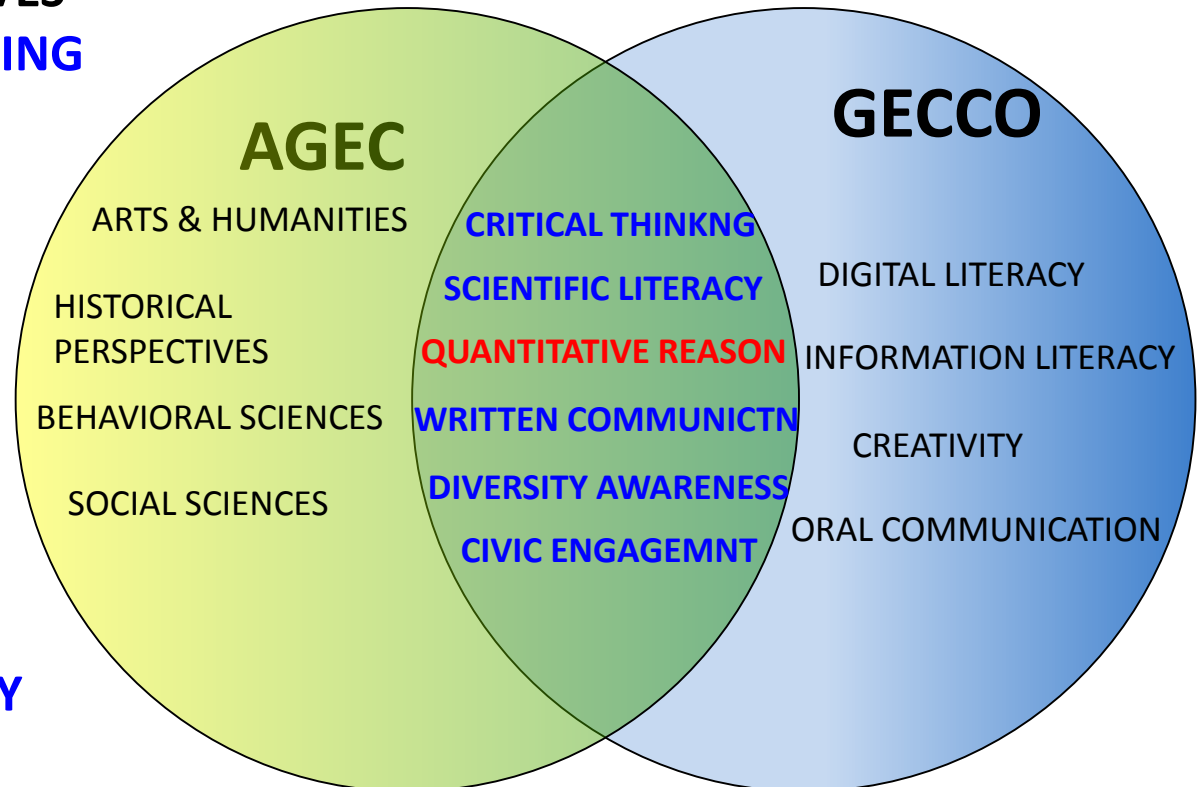 ING
Y
AGEC
ARTS & HUMANITIES
HISTORICAL
PERSPECTIVES
BEHAVIORAL SCIENCES
SOCIAL SCIENCES
CRITICAL THINKNG
SCIENTIFIC LITERACY
QUANTITATIVE REASON
WRITTEN COMMUNICTN
DIVERSITY AWARENESS
CIVIC ENGAGEMNT
GECCO
DIGITAL LITERACY
INFORMATION LITERACY
CREATIVITY
ORAL COMMUNICATION